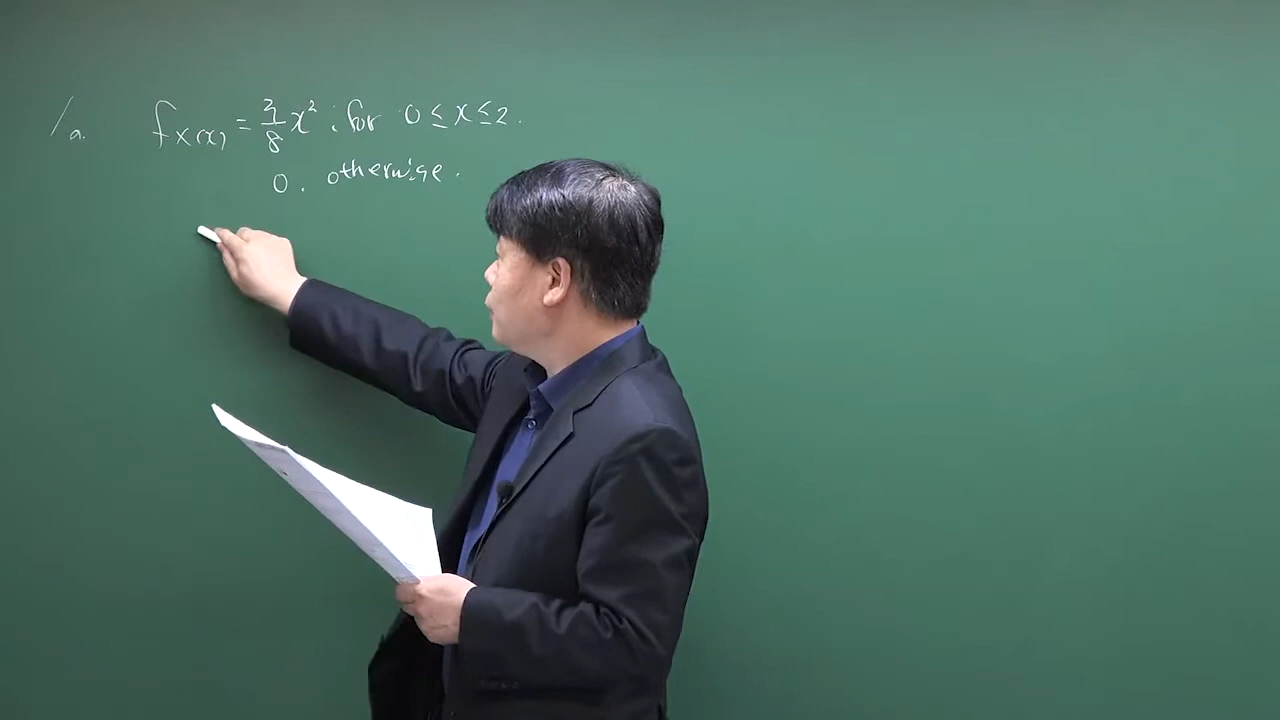 1a. fX(x) = 3/8 x², for 0 ≤ x ≤ 2.
0. otherwise.